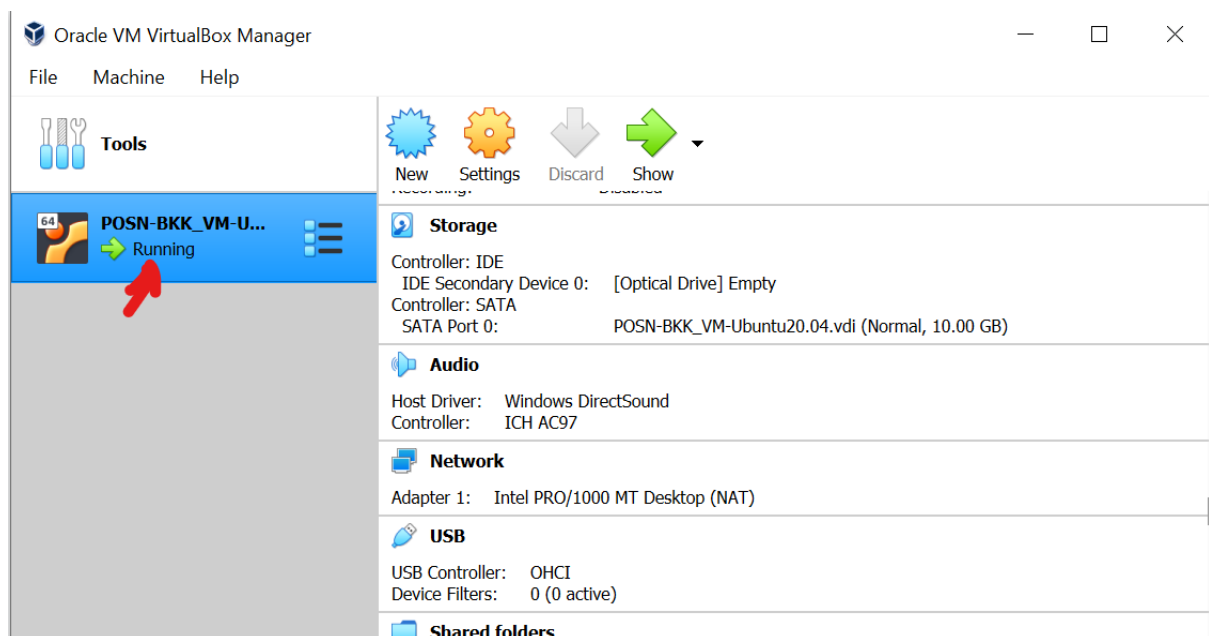 Oracle VM VirtualBox Manager
File Machine Help
Tools
New Settings Discard Show
64
POSN-BKK_VM-U...
Running
Recording: Disabled
Storage
Controller: IDE
IDE Secondary Device 0: [Optical Drive] Empty
Controller: SATA
SATA Port 0: POSN-BKK_VM-Ubuntu20.04.vdi (Normal, 10.00 GB)
Audio
Host Driver: Windows DirectSound
Controller: ICH AC97
Network
Adapter 1: Intel PRO/1000 MT Desktop (NAT)
USB
USB Controller: OHCI
Device Filters: 0 (0 active)
Shared folders